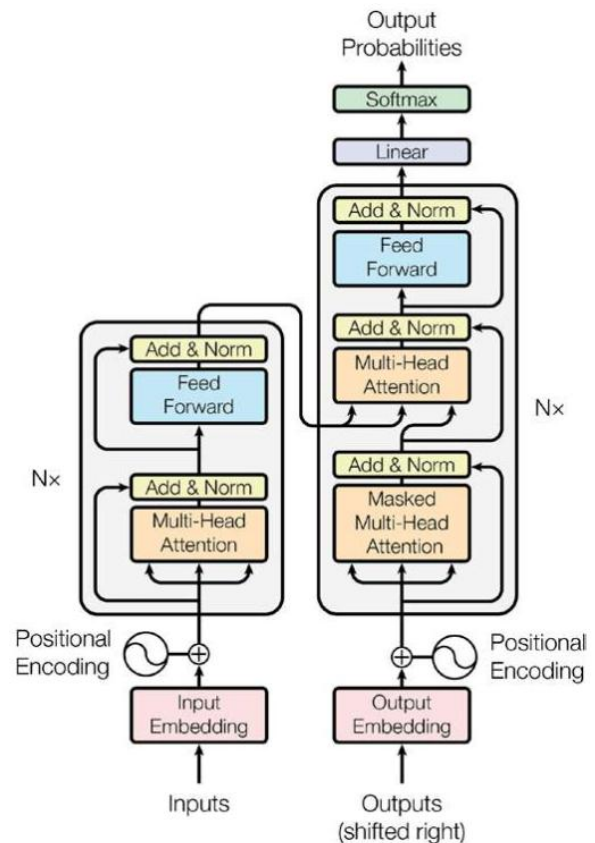 Output
Probabilities
Softmax
Linear
Add & Norm
Feed
Forward
Add & Norm
Multi-Head
Attention
Add & Norm
Masked
Multi-Head
Attention
Nx
Add & Norm
Feed
Forward
Add & Norm
Multi-Head
Attention
Nx
Positional
Encoding
Positional
Encoding
Input
Embedding
Output
Embedding
Inputs
Outputs
(shifted right)